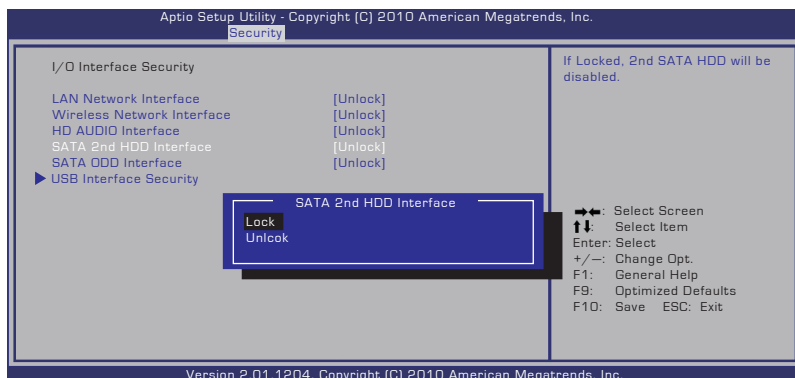 Aptio Setup Utility - Copyright (C) 2010 American Megatrends, Inc.
Security
I/O Interface Security
LAN Network Interface [Unlock]
Wireless Network Interface [Unlock]
HD AUDIO Interface [Unlock]
SATA 2nd HDD Interface [Unlock]
SATA ODD Interface [Unlock]
USB Interface Security
SATA 2nd HDD Interface
Lock
Unlcok
If Locked, 2nd SATA HDD will be
disabled.
→←: Select Screen
↑↓: Select Item
Enter: Select
+/—: Change Opt.
F1: General Help
F9: Optimized Defaults
F10: Save ESC: Exit
Version 2.01.1204. Copyright (C) 2010 American Megatrends, Inc.